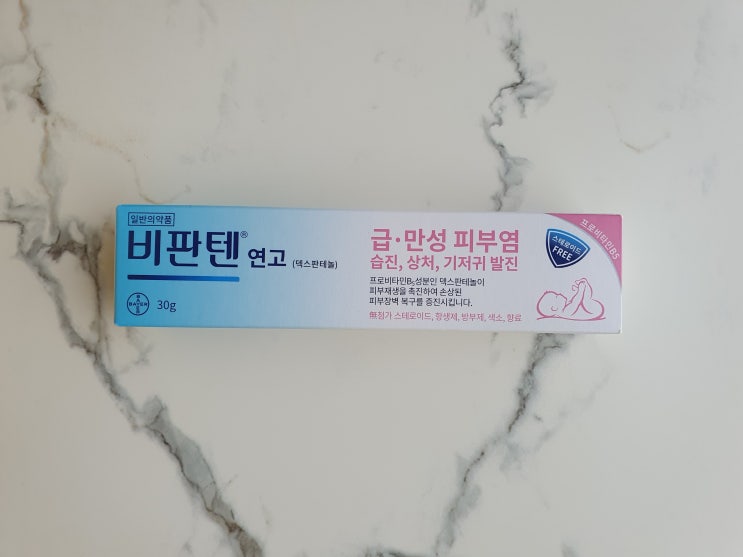 일반의약품
비판텐® 연고 (덱스판테놀)
BAYER
30g
급·만성 피부염
습진, 상처, 기저귀 발진
프로비타민B₅성분인 덱스판테놀이
피부재생을 촉진하여 손상된
피부장벽 복구를 증진시킵니다.
無첨가 스테로이드, 항생제, 방부제, 색소, 향료
스테로이드
FREE
프로비타민B5